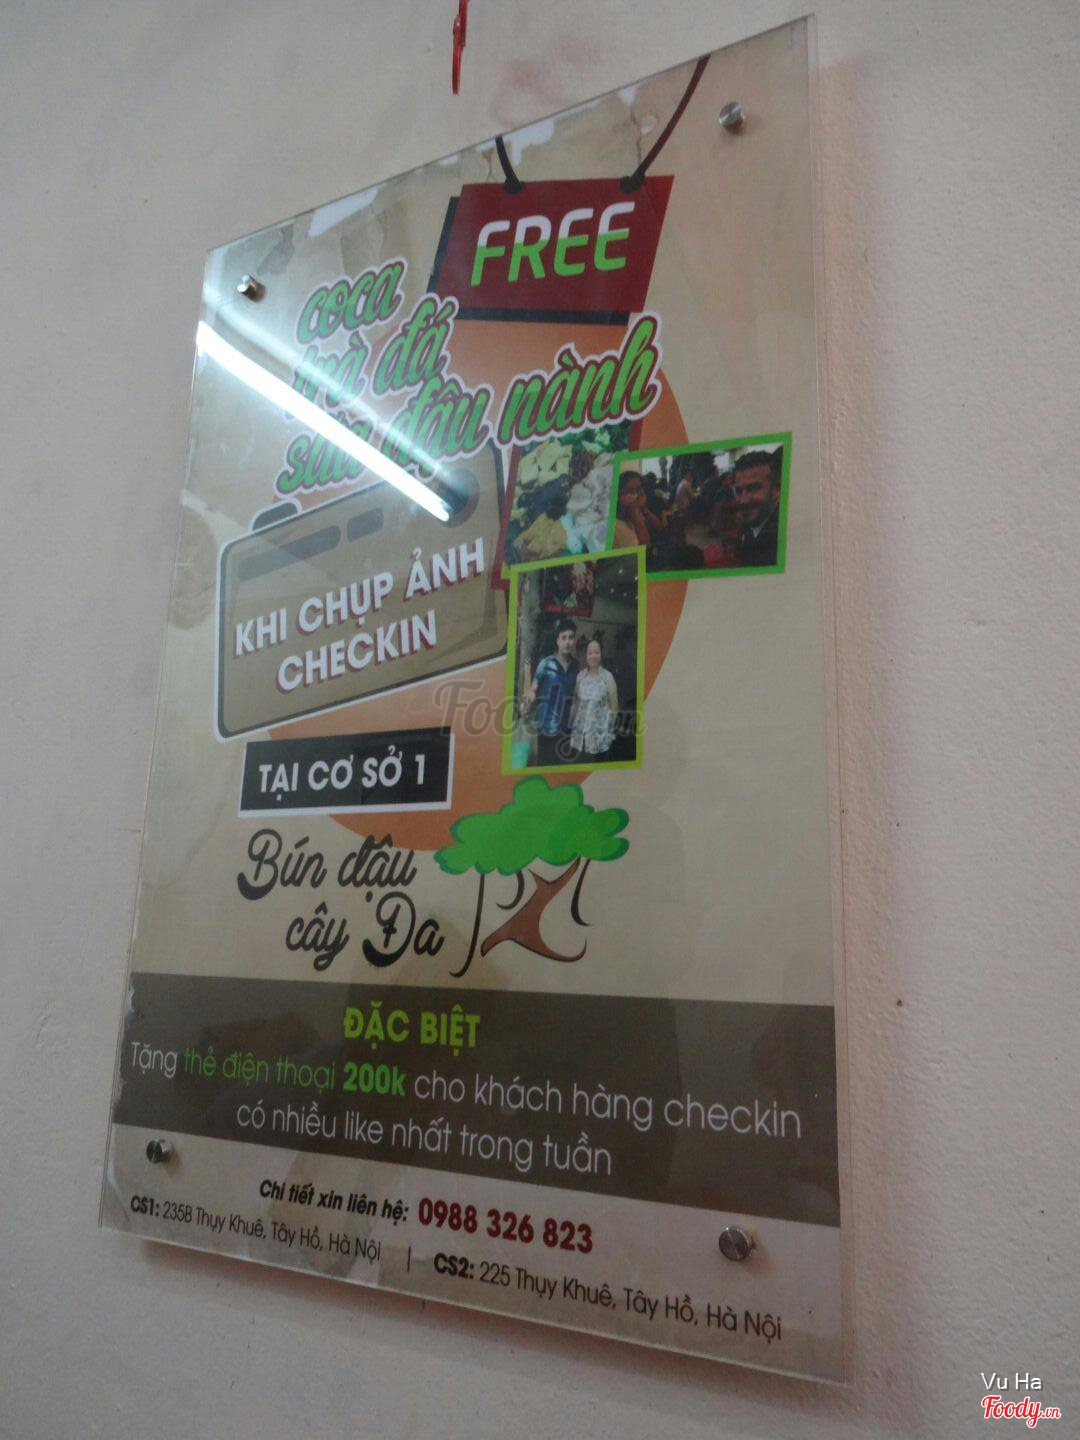 FREE
coca
trà đá
sữa đậu nành
KHI CHỤP ẢNH
CHECKIN
TẠI CƠ SỞ 1
Bún đậu
cây Đa
ĐẶC BIỆT
Tặng thẻ điện thoại 200k cho khách hàng checkin
có nhiều like nhất trong tuần
Chi tiết xin liên hệ: 0988 326 823
CS1: 235B Thụy Khuê, Tây Hồ, Hà Nội | CS2: 225 Thụy Khuê, Tây Hồ, Hà Nội
Foody.vn
Vu Ha
Foody.vn